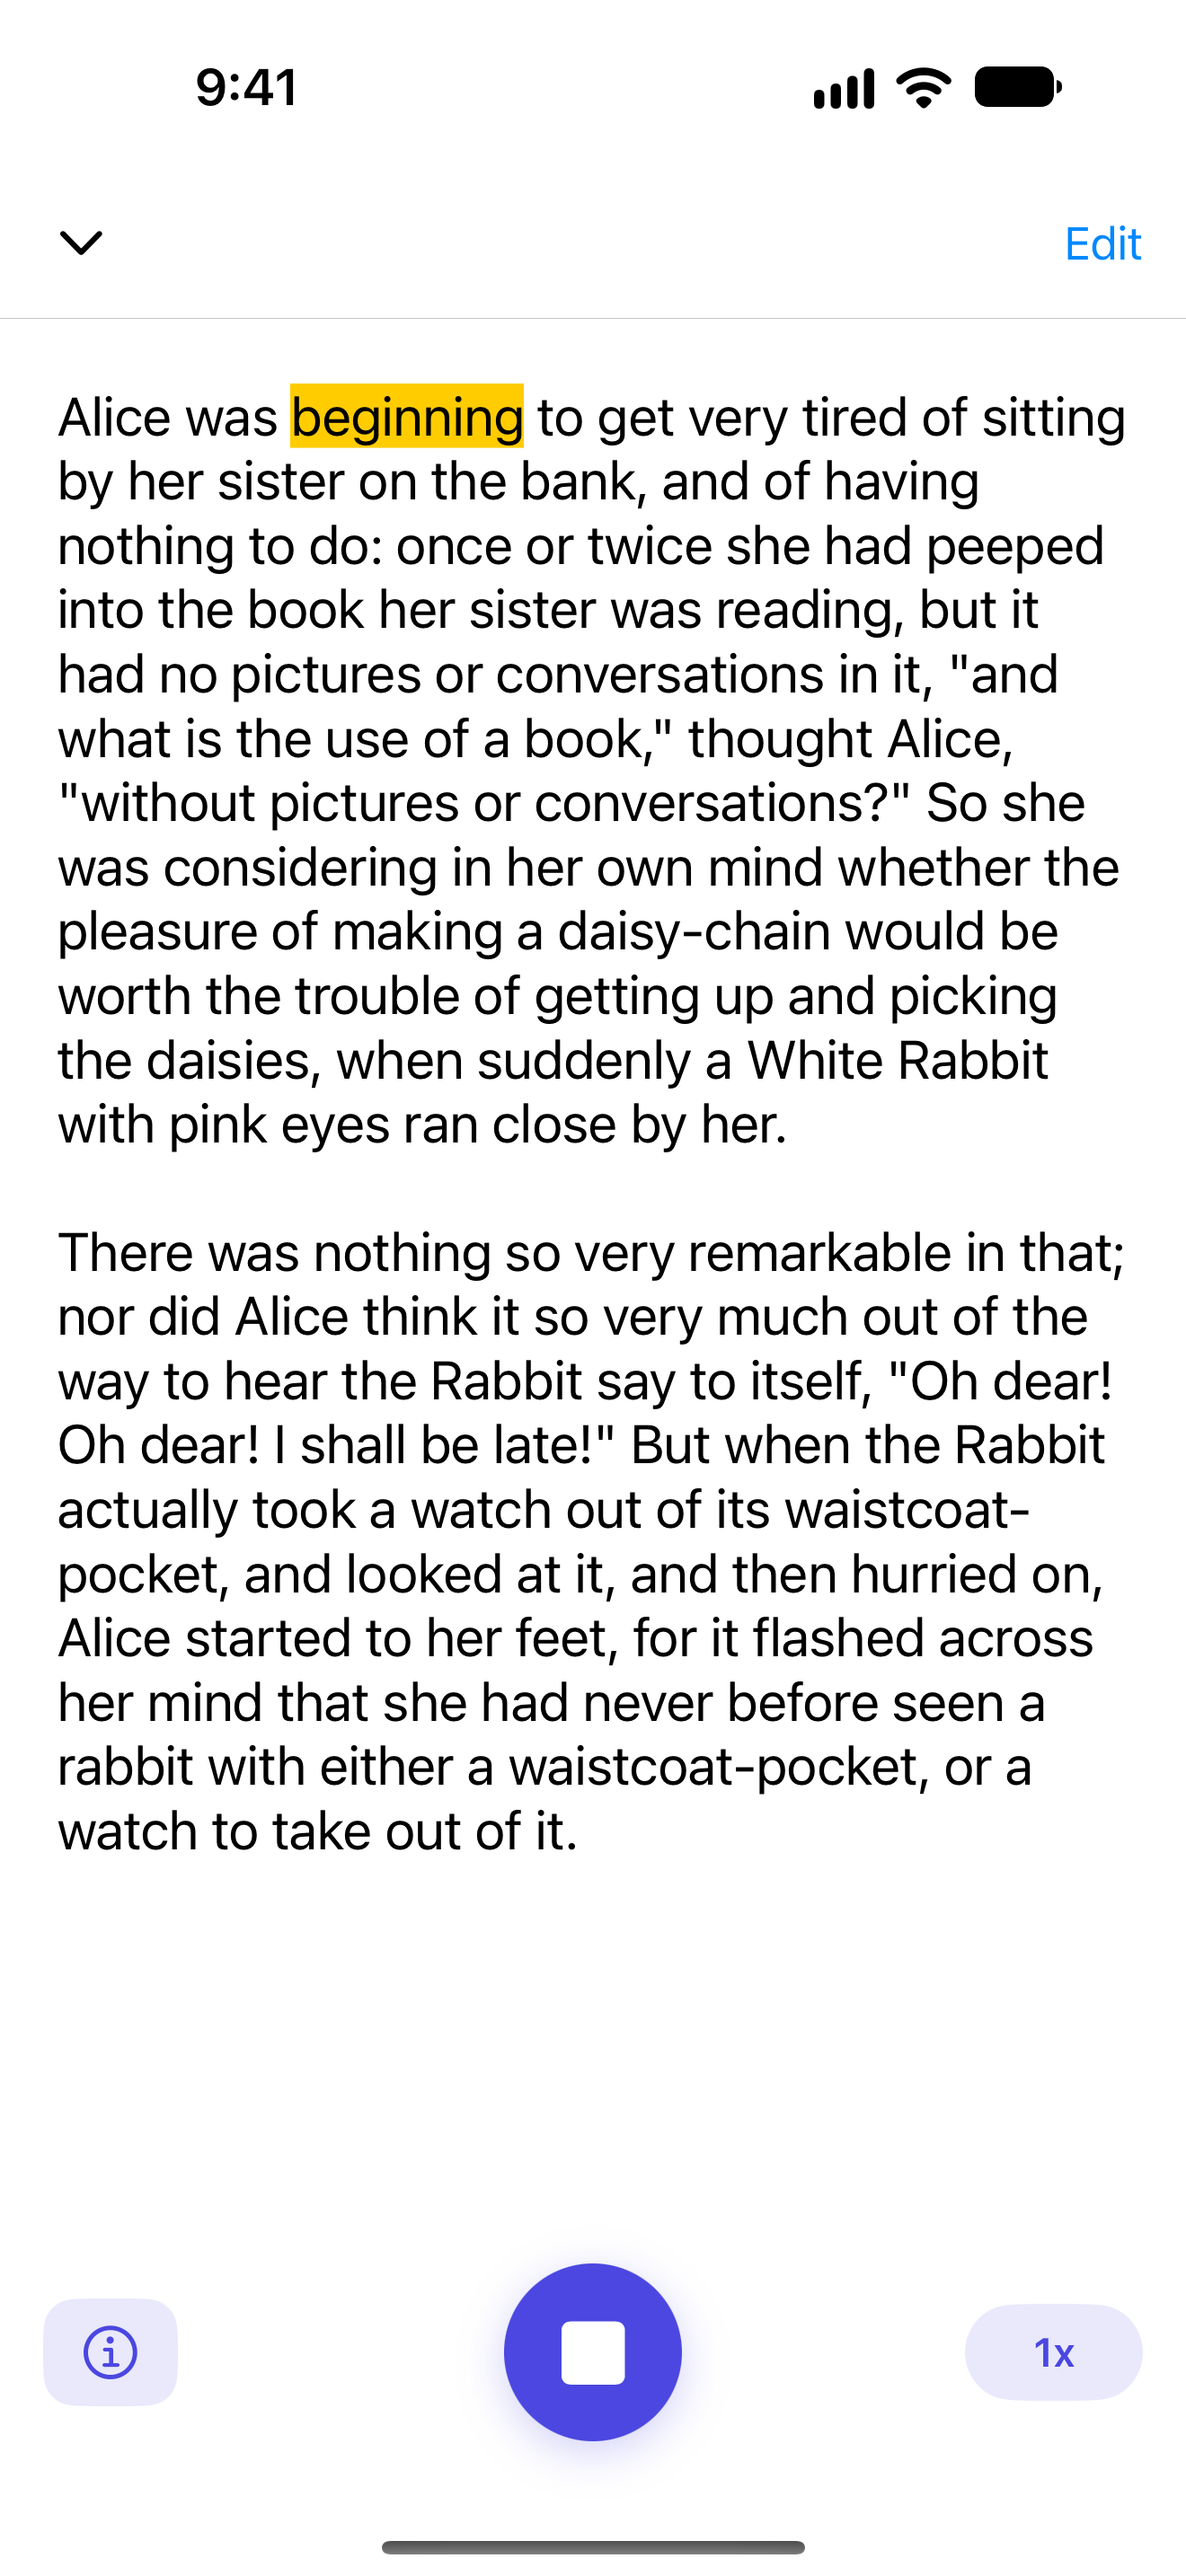 9:41
Edit
Alice was beginning to get very tired of sitting
by her sister on the bank, and of having
nothing to do: once or twice she had peeped
into the book her sister was reading, but it
had no pictures or conversations in it, "and
what is the use of a book," thought Alice,
"without pictures or conversations?" So she
was considering in her own mind whether the
pleasure of making a daisy-chain would be
worth the trouble of getting up and picking
the daisies, when suddenly a White Rabbit
with pink eyes ran close by her.
There was nothing so very remarkable in that;
nor did Alice think it so very much out of the
way to hear the Rabbit say to itself, "Oh dear!
Oh dear! I shall be late!" But when the Rabbit
actually took a watch out of its waistcoat-
pocket, and looked at it, and then hurried on,
Alice started to her feet, for it flashed across
her mind that she had never before seen a
rabbit with either a waistcoat-pocket, or a
watch to take out of it.
1x